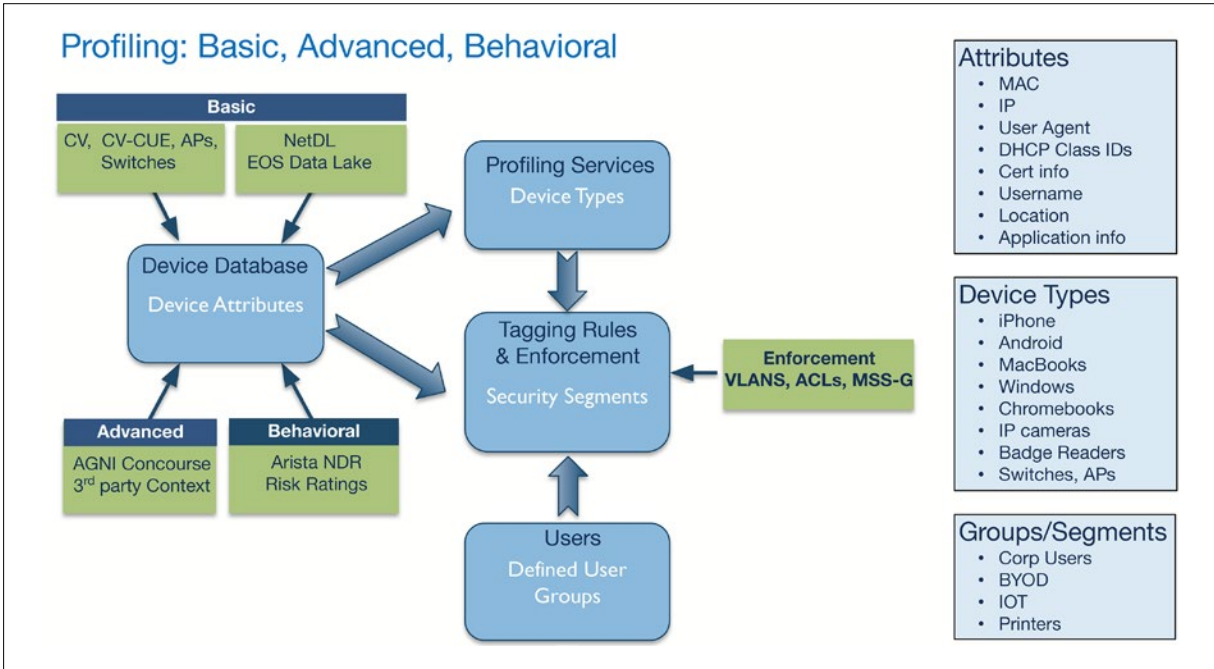 Profiling: Basic, Advanced, Behavioral
Basic
CV, CV-CUE, APs,
Switches
NetDL
EOS Data Lake
Device Database
Device Attributes
Advanced
AGNI Concourse
3rd party Context
Behavioral
Arista NDR
Risk Ratings
Profiling Services
Device Types
Tagging Rules
& Enforcement
Security Segments
Enforcement
VLANS, ACLs, MSS-G
Users
Defined User
Groups
Attributes
• MAC
• IP
• User Agent
• DHCP Class IDs
• Cert info
• Username
• Location
• Application info
Device Types
• iPhone
• Android
• MacBooks
• Windows
• Chromebooks
• IP cameras
• Badge Readers
• Switches, APs
Groups/Segments
• Corp Users
• BYOD
• IOT
• Printers